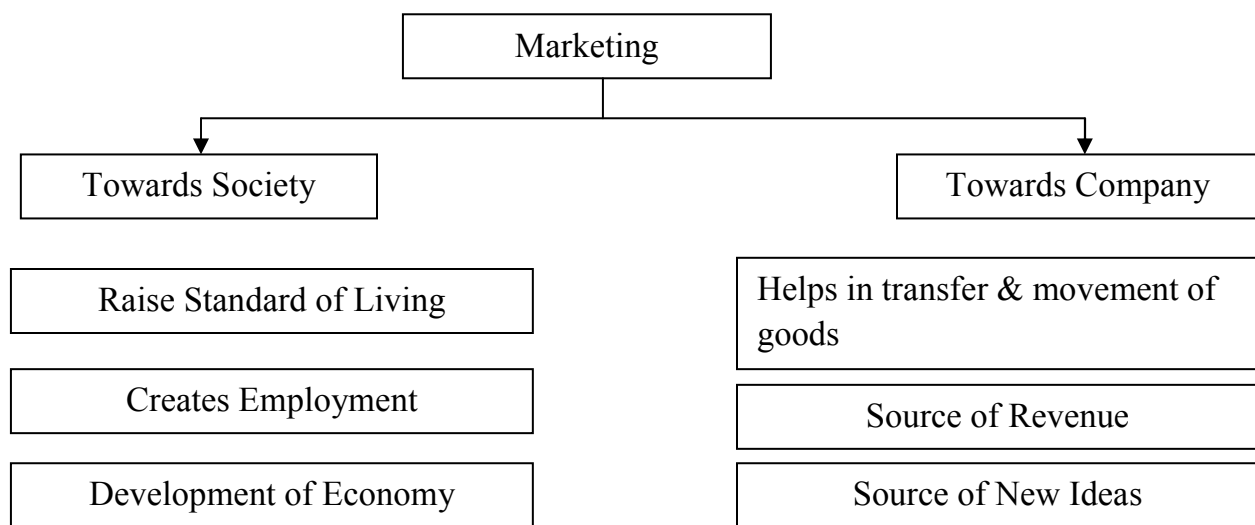 Marketing
Towards Society
Towards Company
Raise Standard of Living
Creates Employment
Development of Economy
Helps in transfer & movement of
goods
Source of Revenue
Source of New Ideas